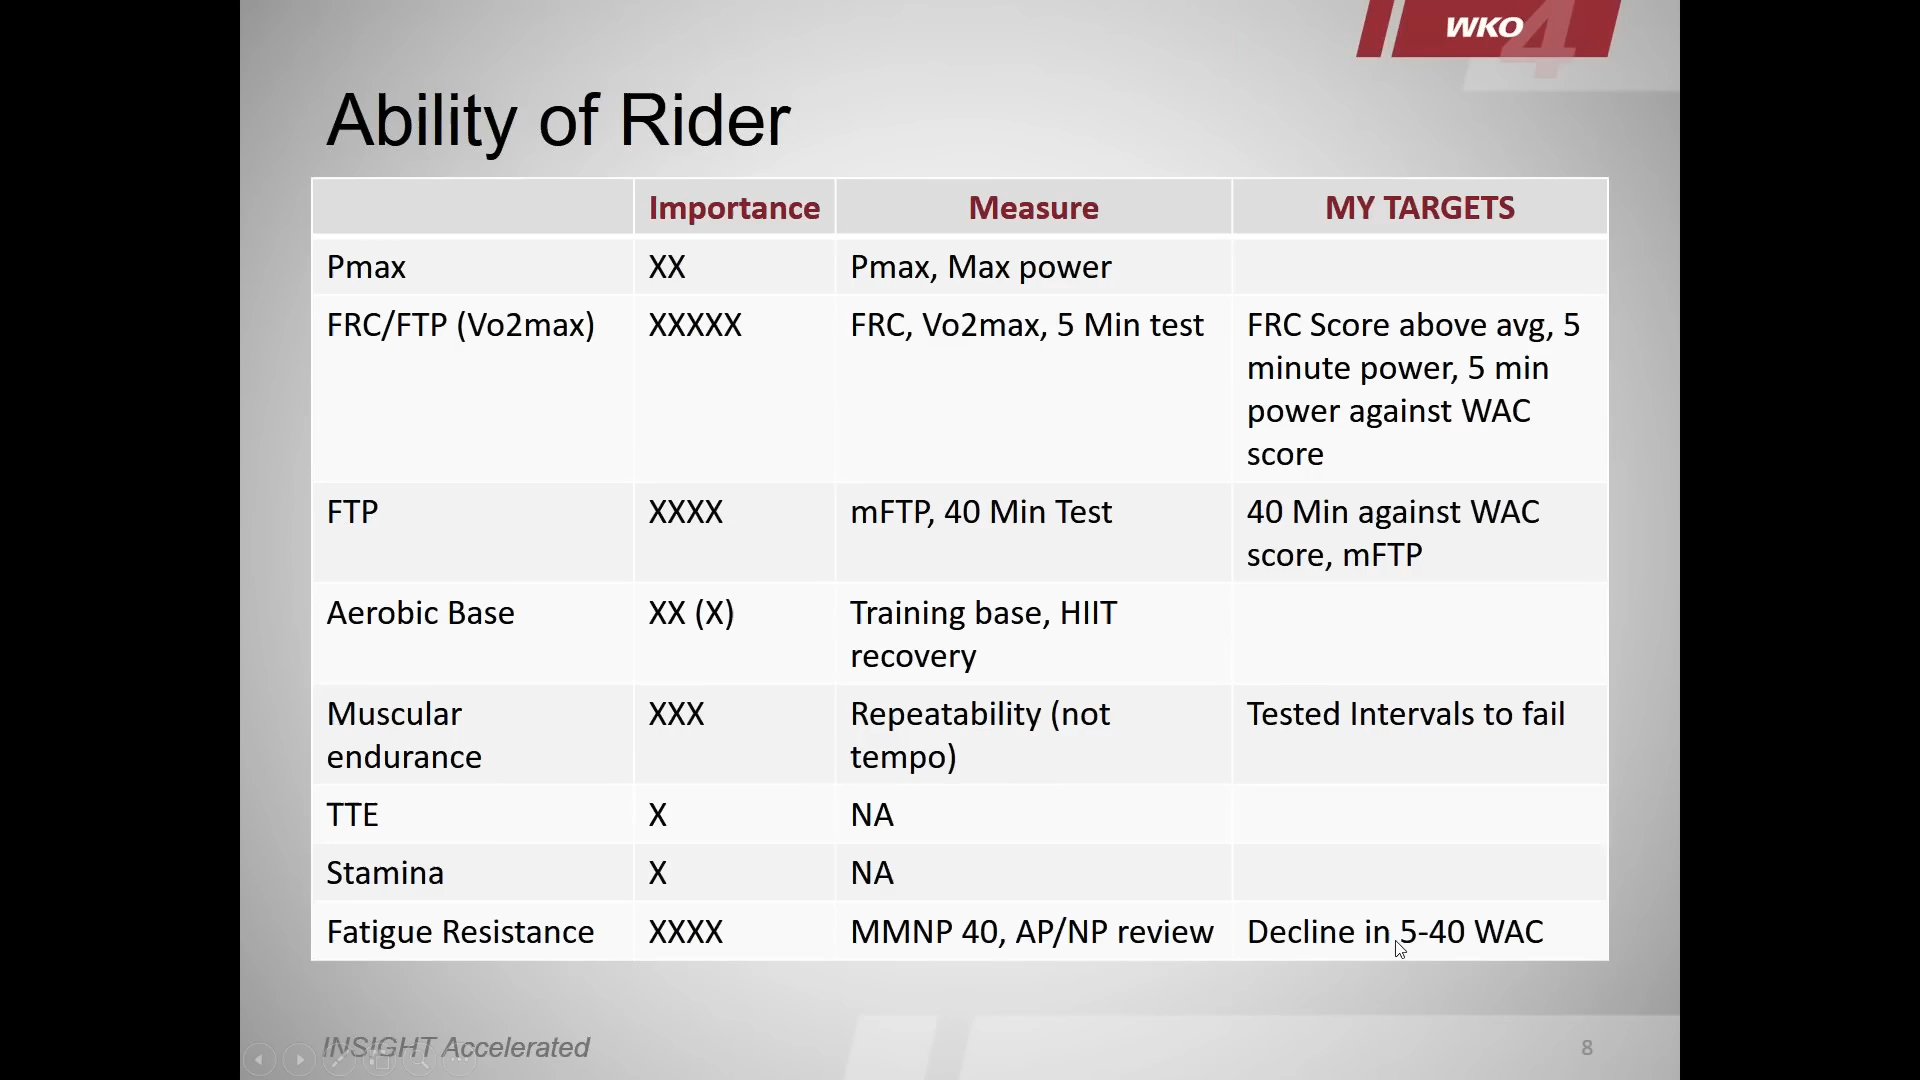 WKO 4
Ability of Rider
Importance Measure MY TARGETS
Pmax XX Pmax, Max power
FRC/FTP (Vo2max) XXXXX FRC, Vo2max, 5 Min test FRC Score above avg, 5
minute power, 5 min
power against WAC
score
FTP XXXX mFTP, 40 Min Test 40 Min against WAC
score, mFTP
Aerobic Base XX (X) Training base, HIIT
recovery
Muscular XXX Repeatability (not Tested Intervals to fail
endurance tempo)
TTE X NA
Stamina X NA
Fatigue Resistance XXXX MMNP 40, AP/NP review Decline in 5-40 WAC
INSIGHT Accelerated 8